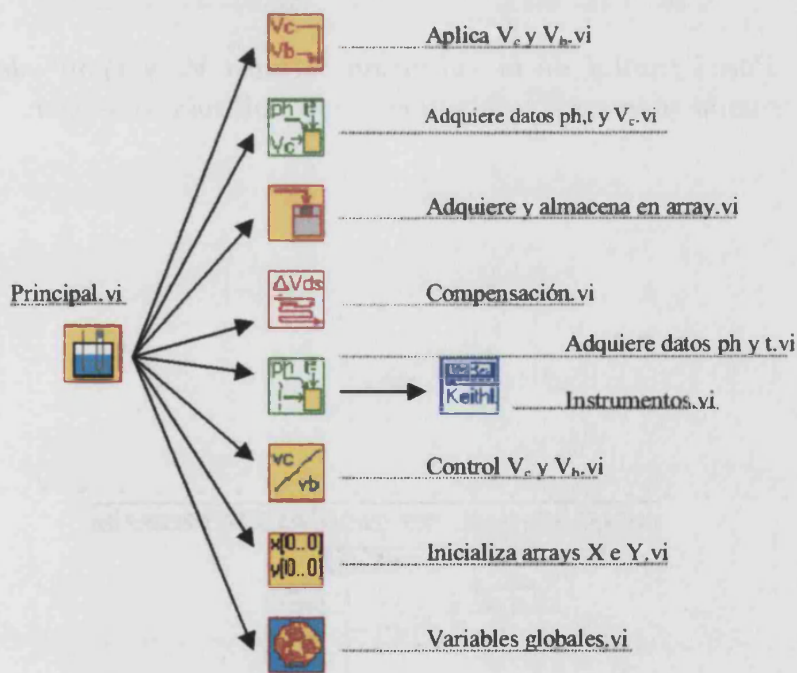 Vc
Vb
Aplica Vc y Vb.vi
ph t
Vc
Adquiere datos ph,t y Vc.vi
Adquiere y almacena en array.vi
Principal.vi
ΔVds
Compensación.vi
Adquiere datos ph y t.vi
ph t
Keithl
Instrumentos.vi
vc
vb
Control Vc y Vb.vi
x[0..0]
y[0..0]
Inicializa arrays X e Y.vi
Variables globales.vi